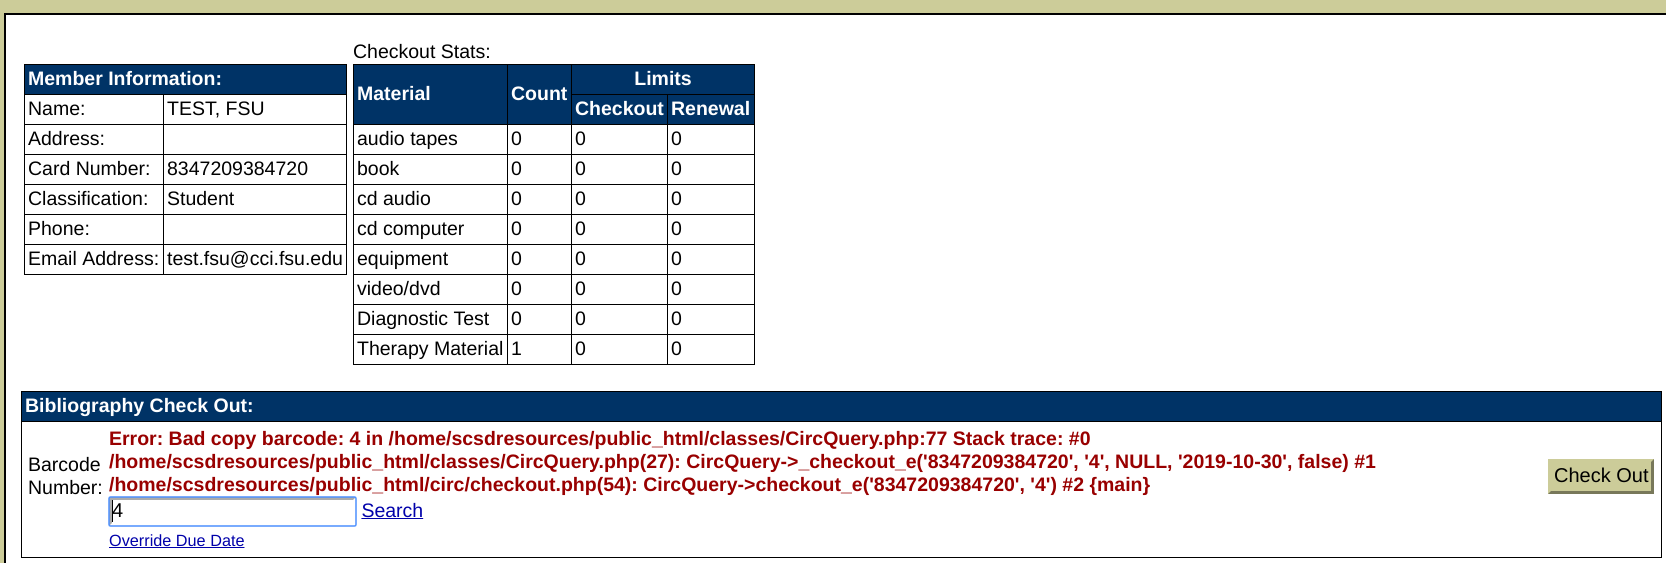 Checkout Stats:
Member Information:
Name: TEST, FSU
Address:
Card Number: 8347209384720
Classification: Student
Phone:
Email Address: test.fsu@cci.fsu.edu
Material Count Limits
Checkout Renewal
audio tapes 0 0 0
book 0 0 0
cd audio 0 0 0
cd computer 0 0 0
equipment 0 0 0
video/dvd 0 0 0
Diagnostic Test 0 0 0
Therapy Material 1 0 0
Bibliography Check Out:
Barcode
Number:
Error: Bad copy barcode: 4 in /home/scsdresources/public_html/classes/CircQuery.php:77 Stack trace: #0
/home/scsdresources/public_html/classes/CircQuery.php(27): CircQuery->_checkout_e('8347209384720', '4', NULL, '2019-10-30', false) #1
/home/scsdresources/public_html/circ/checkout.php(54): CircQuery->checkout_e('8347209384720', '4') #2 {main}
4 Search
Override Due Date
Check Out